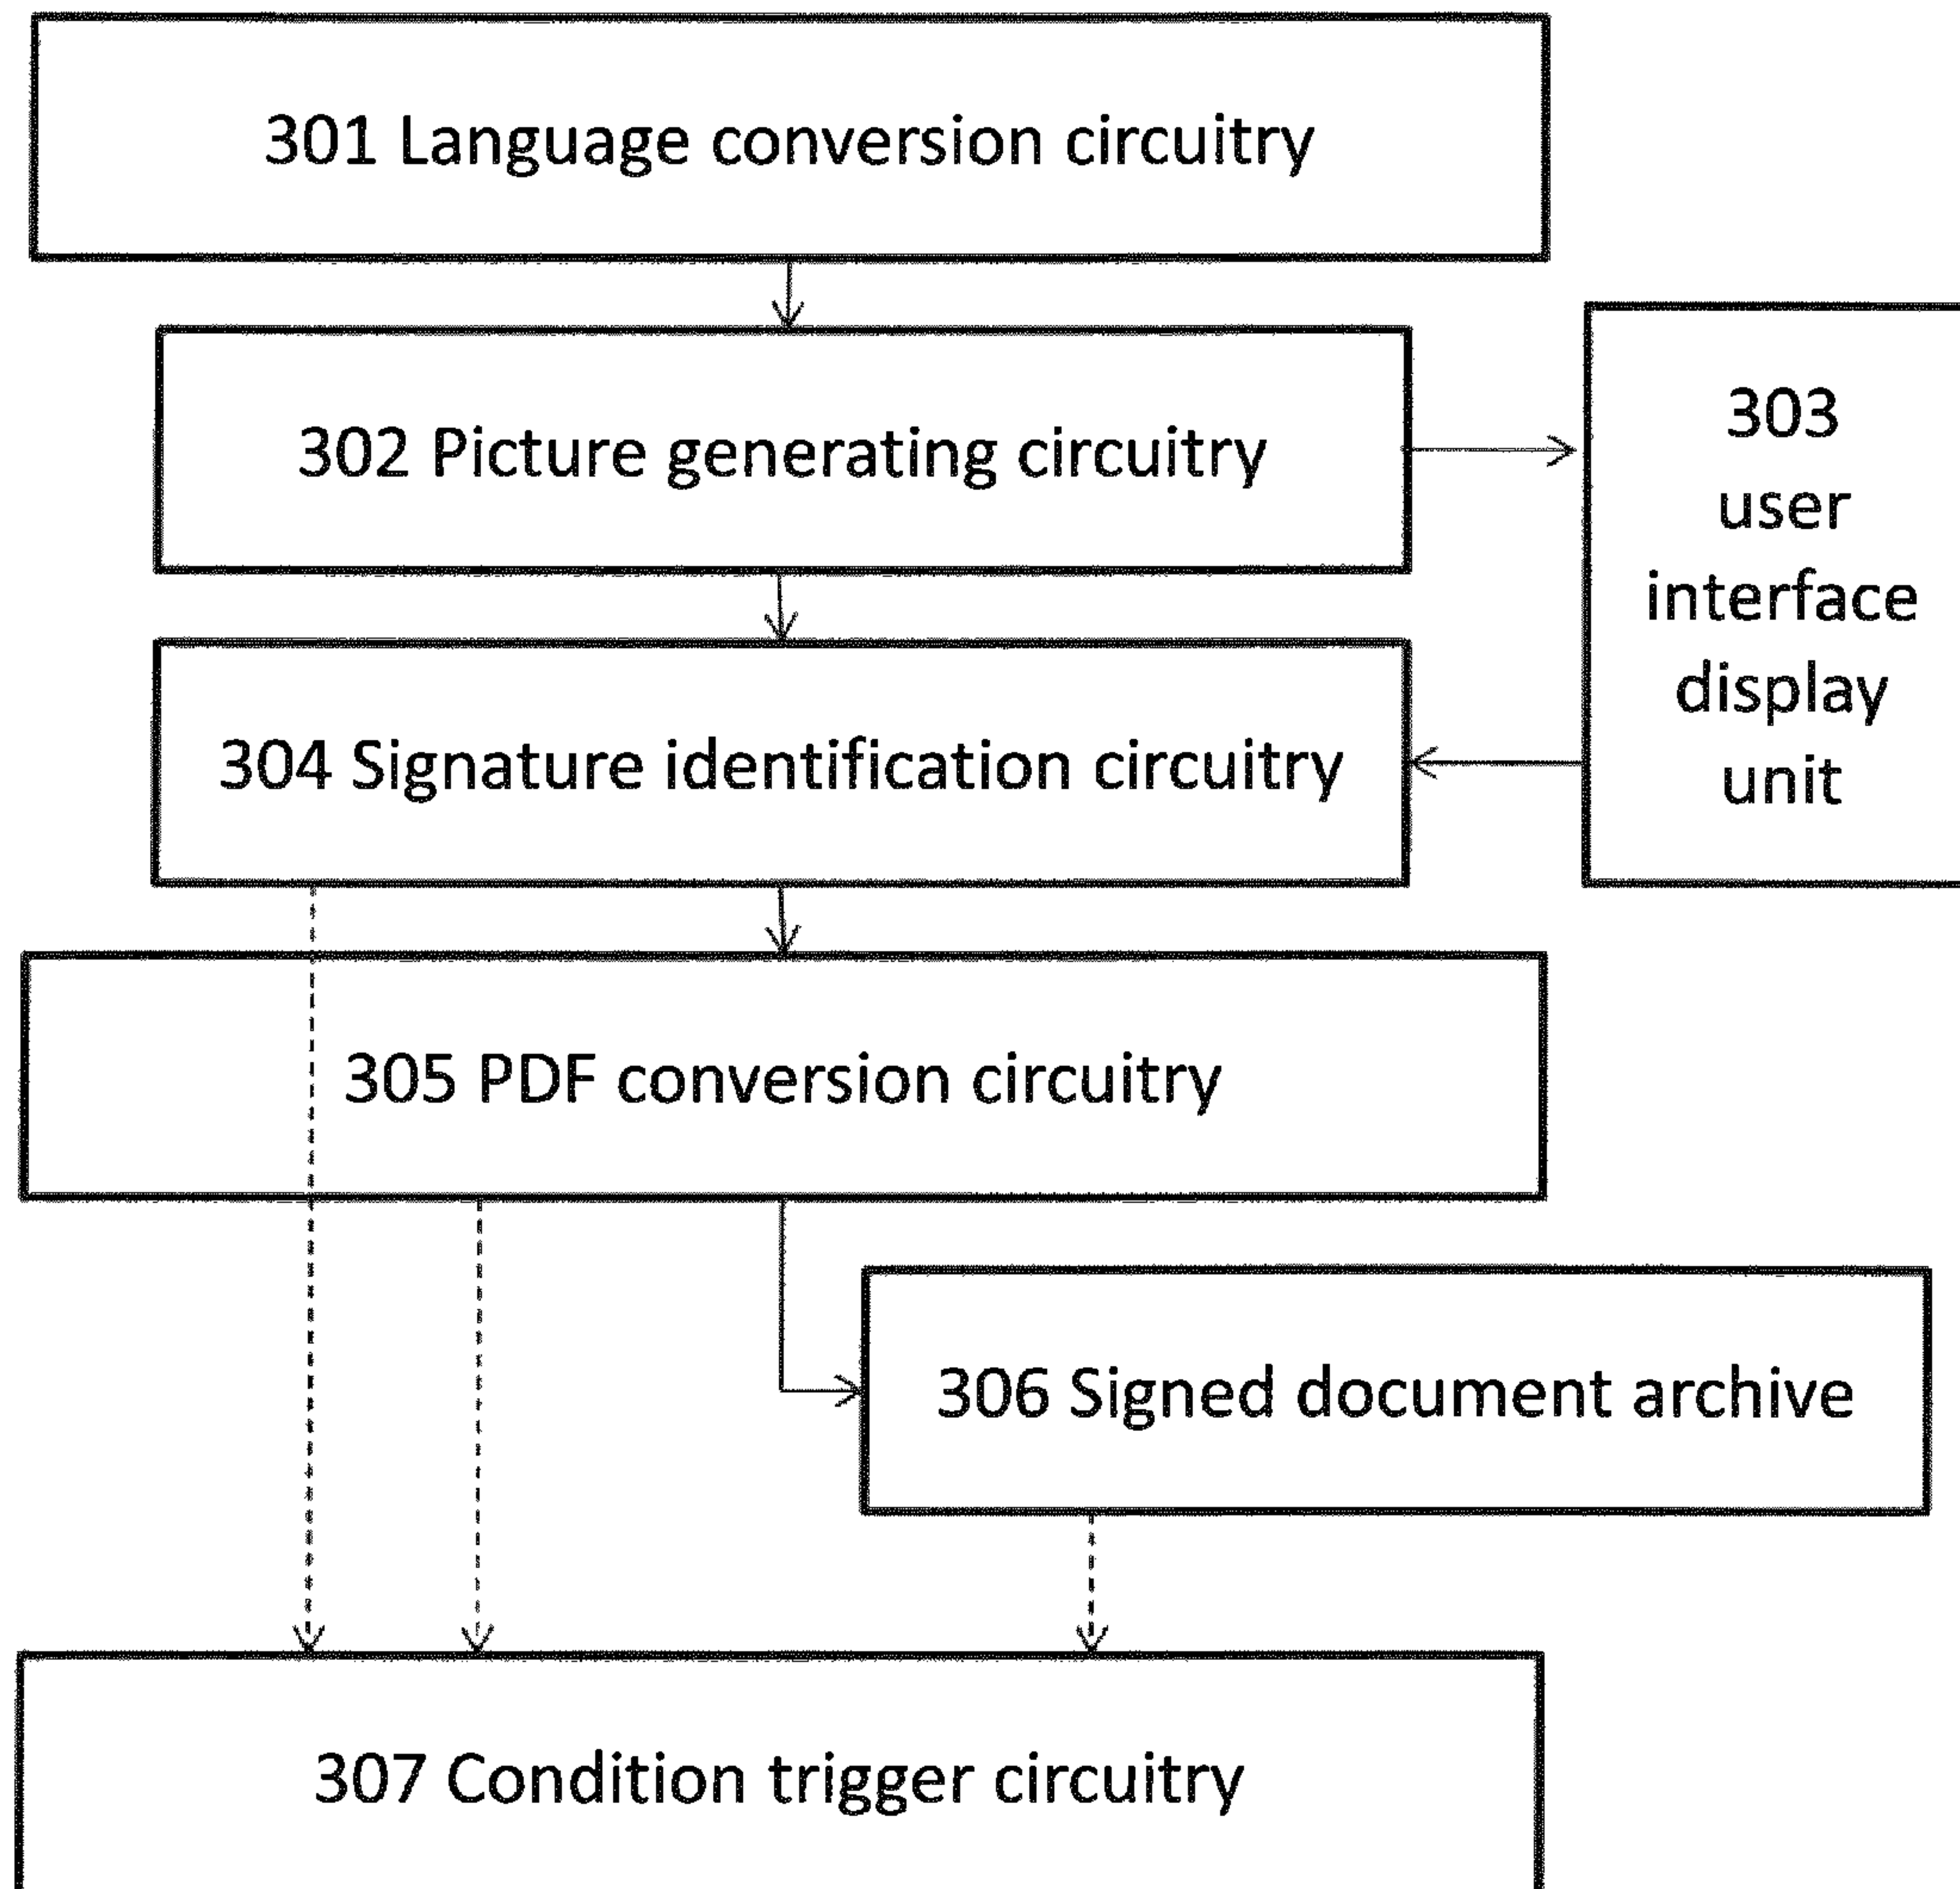 301 Language conversion circuitry
302 Picture generating circuitry
303
user
interface
display
unit
304 Signature identification circuitry
305 PDF conversion circuitry
306 Signed document archive
307 Condition trigger circuitry